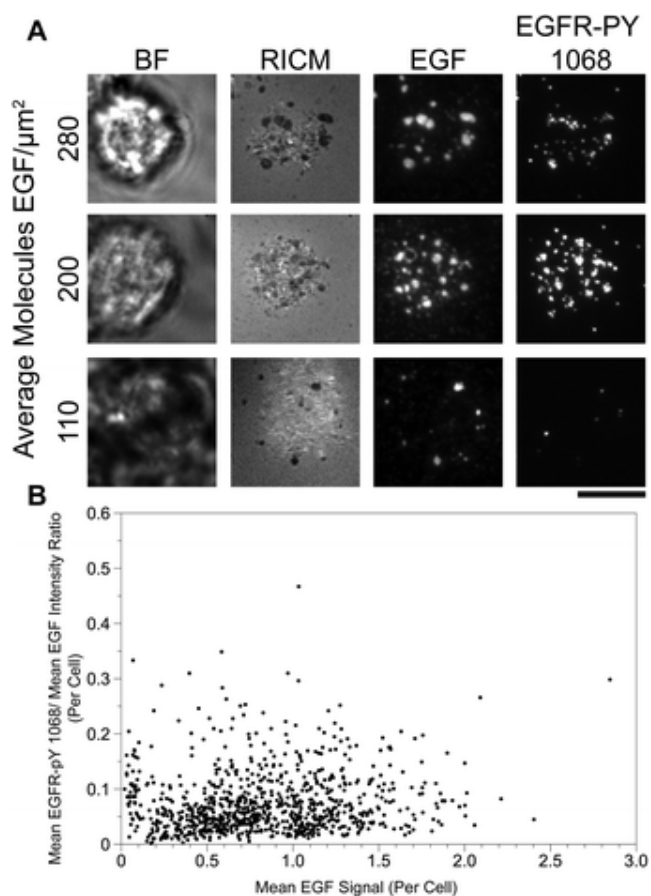 A
BF
RICM
EGF
EGFR-PY
1068
Average Molecules EGF/µm²
280
200
110
B
Mean EGFR-pY 1068/ Mean EGF Intensity Ratio
(Per Cell)
0.6
0.5
0.4
0.3
0.2
0.1
0
0
0.5
1.0
1.5
2.0
2.5
3.0
Mean EGF Signal (Per Cell)